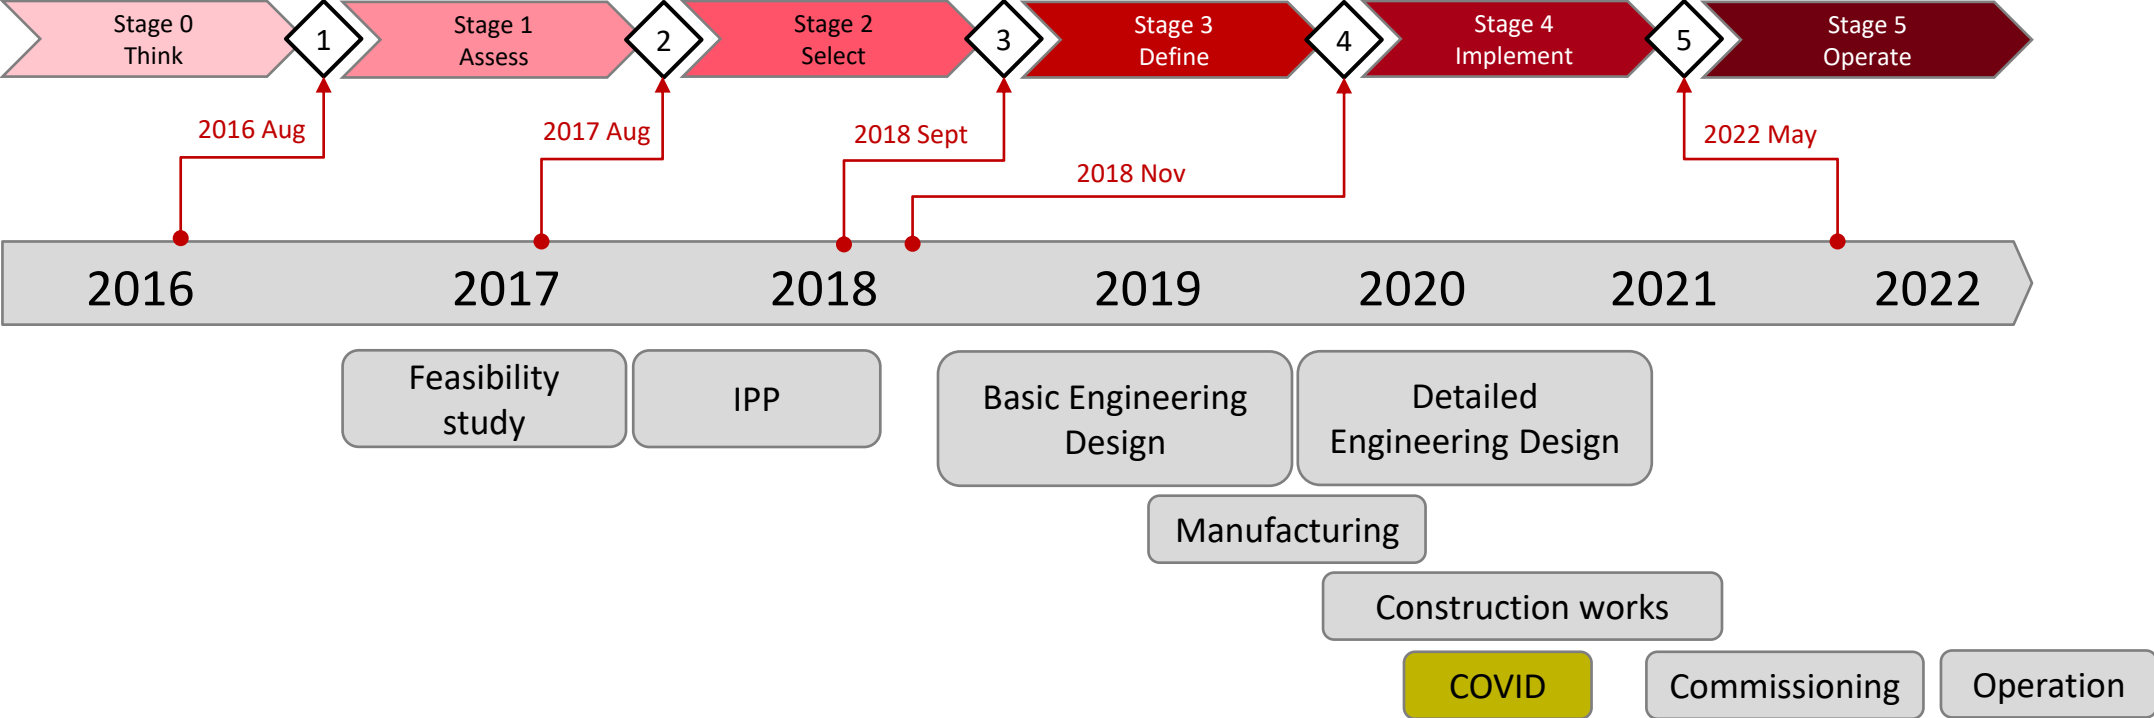 Stage 0
Think
1
Stage 1
Assess
2
Stage 2
Select
3
Stage 3
Define
4
Stage 4
Implement
5
Stage 5
Operate
2016 Aug
2017 Aug
2018 Sept
2018 Nov
2022 May
2016
2017
2018
2019
2020
2021
2022
Feasibility
study
IPP
Basic Engineering
Design
Detailed
Engineering Design
Manufacturing
Construction works
COVID
Commissioning
Operation